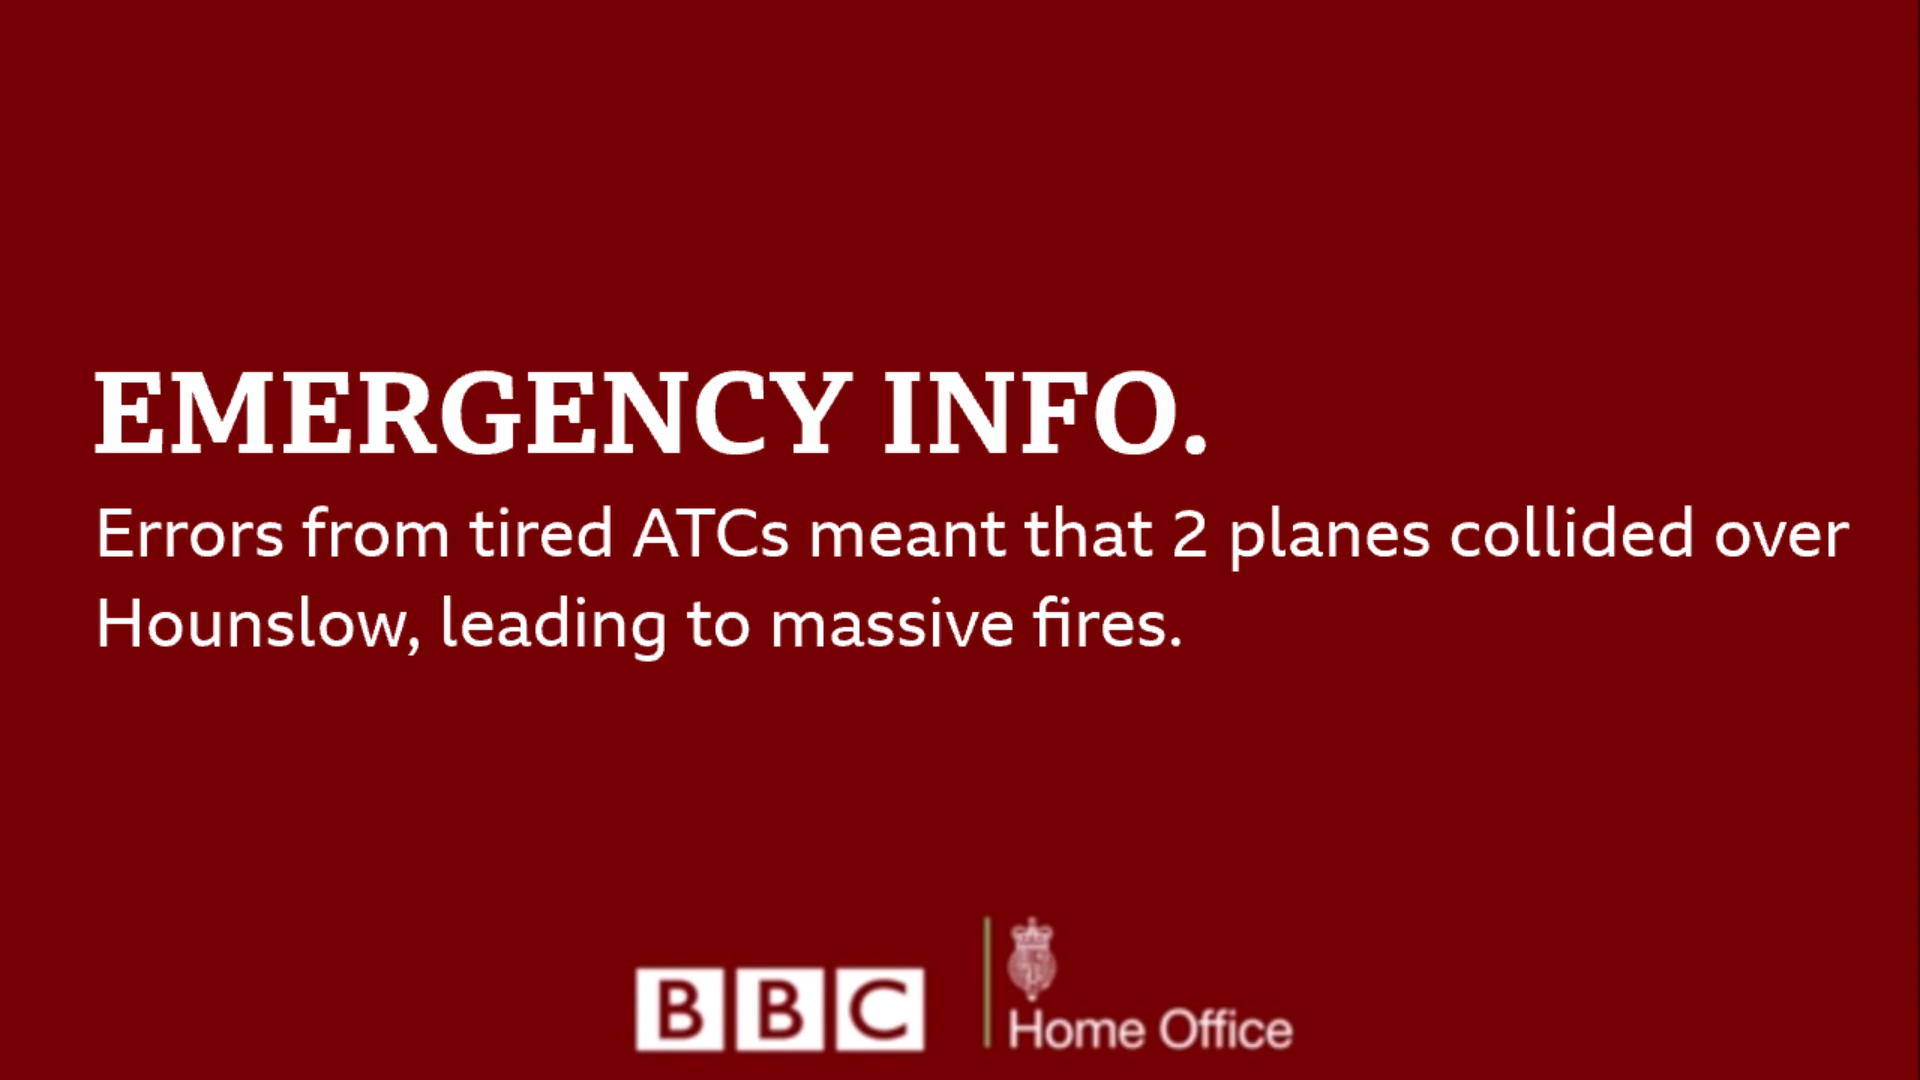 EMERGENCY INFO.
Errors from tired ATCs meant that 2 planes collided over
Hounslow, leading to massive fires.
BBC
Home Office